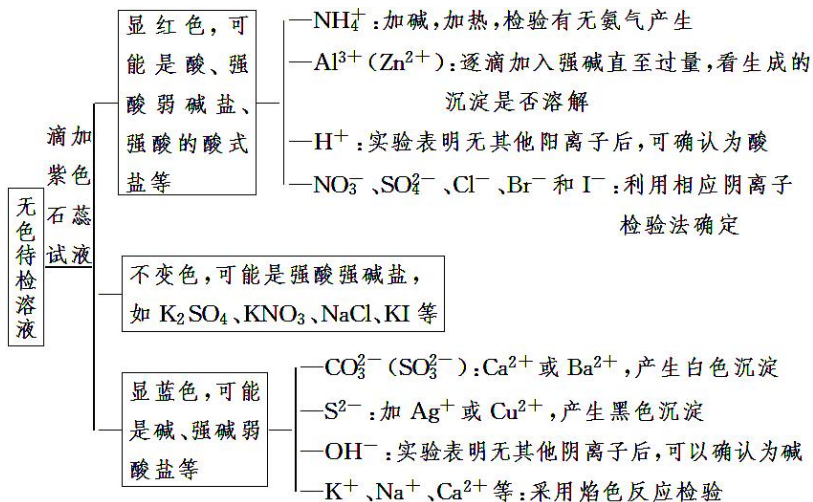 无色待检溶液
滴加
紫色
石蕊
试液
显红色，可
能是酸、强
酸弱碱盐、
强酸的酸式
盐等
NH₄⁺：加碱，加热，检验有无氨气产生
Al³⁺（Zn²⁺）：逐滴加入强碱直至过量，看生成的
沉淀是否溶解
H⁺：实验表明无其他阳离子后，可确认为酸
NO₃⁻、SO₄²⁻、Cl⁻、Br⁻和I⁻：利用相应阴离子
检验法确定
不变色，可能是强酸强碱盐，
如K₂SO₄、KNO₃、NaCl、KI等
显蓝色，可能
是碱、强碱弱
酸盐等
CO₃²⁻（SO₃²⁻）：Ca²⁺或Ba²⁺，产生白色沉淀
S²⁻：加Ag⁺或Cu²⁺，产生黑色沉淀
OH⁻：实验表明无其他阴离子后，可以确认为碱
K⁺、Na⁺、Ca²⁺等：采用焰色反应检验